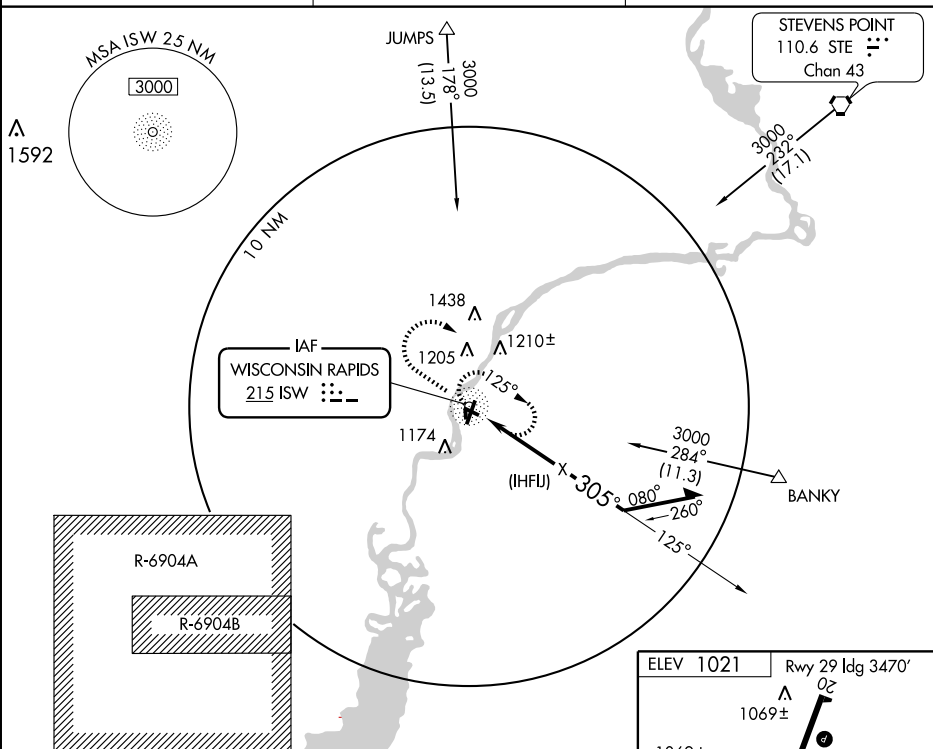 MSA ISW 25 NM
3000
1592
JUMPS
3000
178°
(13.5)
STEVENS POINT
110.6 STE
Chan 43
3000
232°
(17.1)
10 NM
1438
1205
1210±
IAF
WISCONSIN RAPIDS
215 ISW
125°
1174
(IHFIJ)
305°
3000
284°
(11.3)
BANKY
080°
260°
125°
R-6904A
R-6904B
ELEV 1021
Rwy 29 ldg 3470'
20
1069±
P